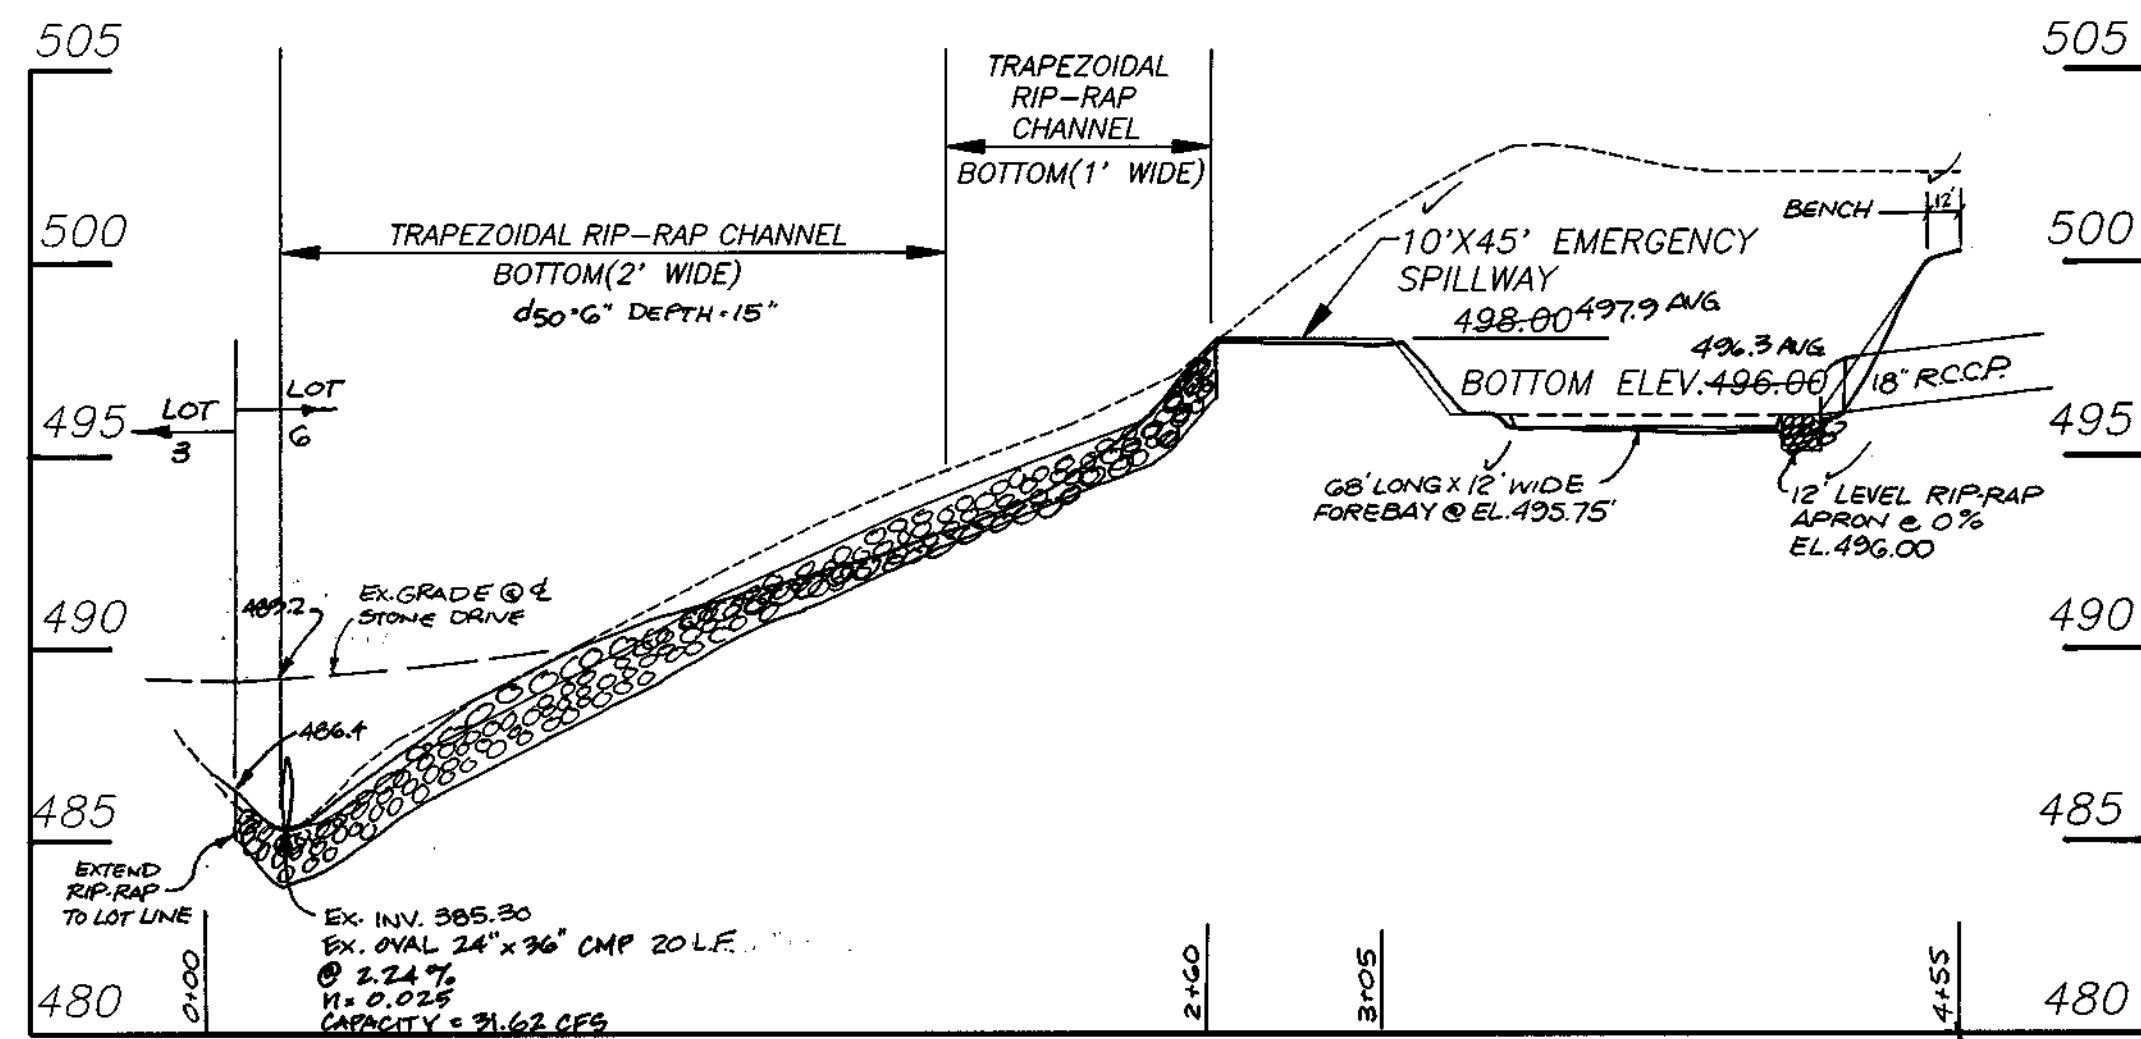 505
505
TRAPEZOIDAL
RIP-RAP
CHANNEL
BOTTOM(1' WIDE)
BENCH
12'
500
500
TRAPEZOIDAL RIP-RAP CHANNEL
BOTTOM(2' WIDE)
d50=6" DEPTH=15"
10'X45' EMERGENCY
SPILLWAY
498.00 497.9 AVG
496.3 AVG
BOTTOM ELEV. 496.00
18" R.C.C.P.
LOT
3
LOT
6
495
495
68' LONG X 12' WIDE
FOREBAY @ EL.495.75'
12' LEVEL RIP-RAP
APRON @ 0%
EL.496.00
489.2
EX. GRADE @ ℄
STONE DRIVE
490
490
486.4
485
485
EXTEND
RIP-RAP
TO LOT LINE
EX. INV. 385.30
EX. OVAL 24"x36" CMP 20 L.F.
@ 2.24%
n= 0.025
CAPACITY = 31.62 CFS
480
480
0+00
2+60
3+05
4+55